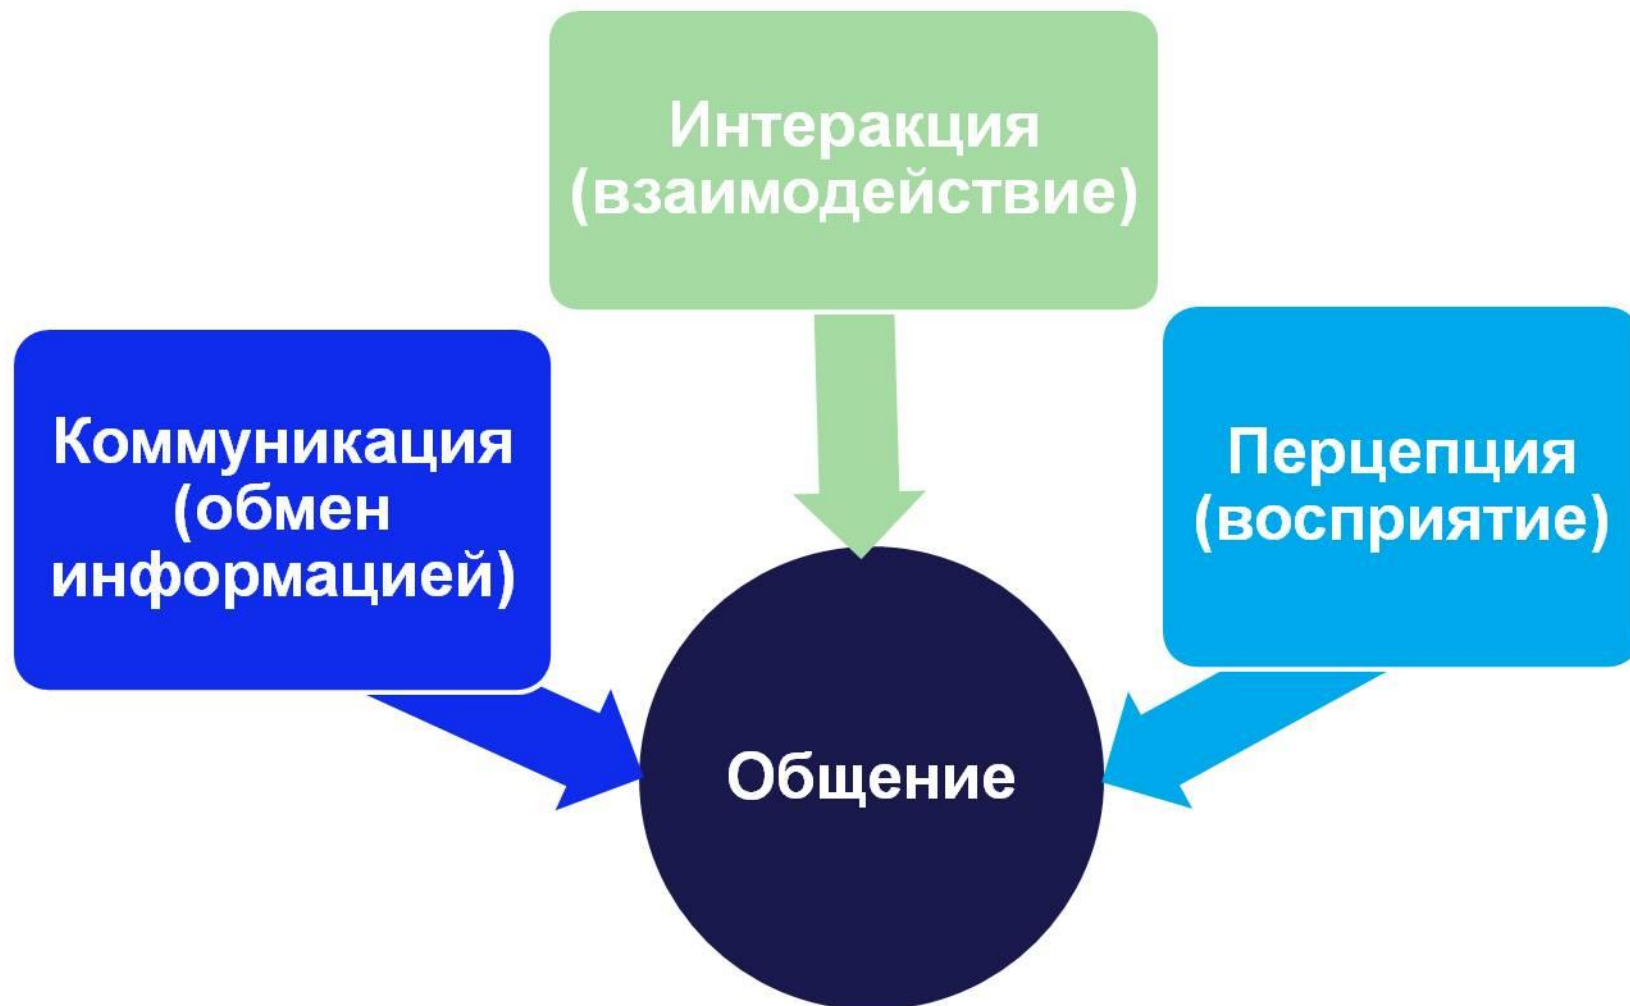 Интеракция
(взаимодействие)
Коммуникация
(обмен
информацией)
Перцепция
(восприятие)
Общение